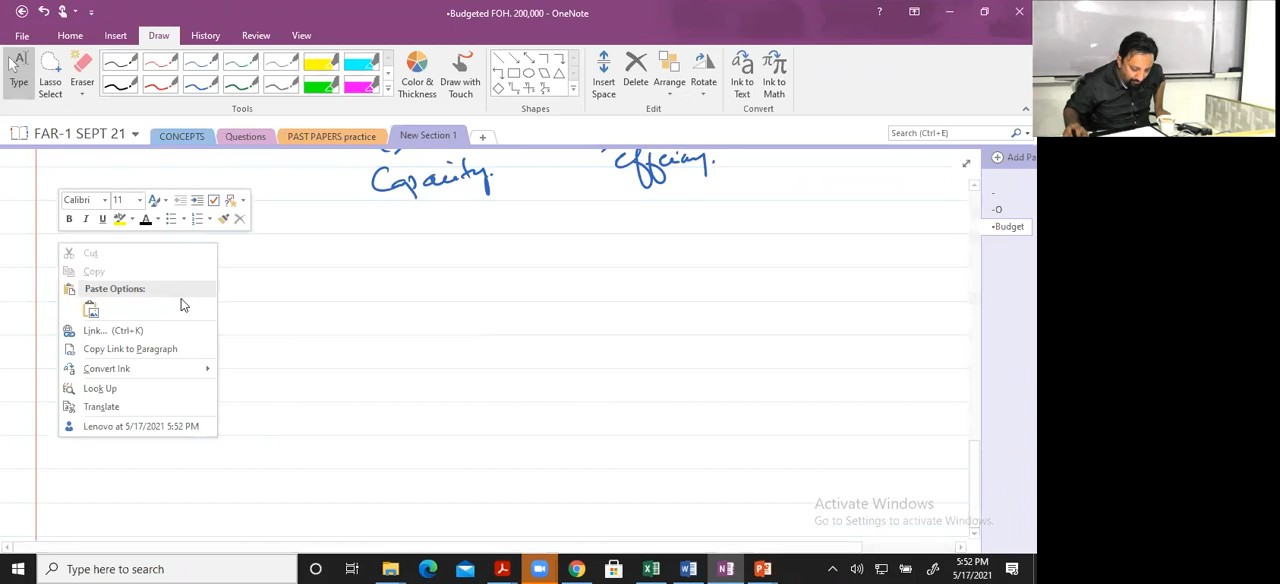 •Budgeted FOH. 200,000 - OneNote
?
File Home Insert Draw History Review View
Type
Lasso Select
Eraser
Color & Thickness
Draw with Touch
Insert Space
Delete
Arrange
Rotate
Ink to Text
Ink to Math
Tools
Shapes
Edit
Convert
FAR-1 SEPT 21
CONCEPTS
Questions
PAST PAPERS practice
New Section 1
Search (Ctrl+E)
Add Pa
-
-O
•Budget
Capacity.
efficiency.
Calibri 11
B I U A
Cut
Copy
Paste Options:
Link... (Ctrl+K)
Copy Link to Paragraph
Convert Ink
Look Up
Translate
Lenovo at 5/17/2021 5:52 PM
Activate Windows
Go to Settings to activate Windows.
Type here to search
5:52 PM
5/17/2021